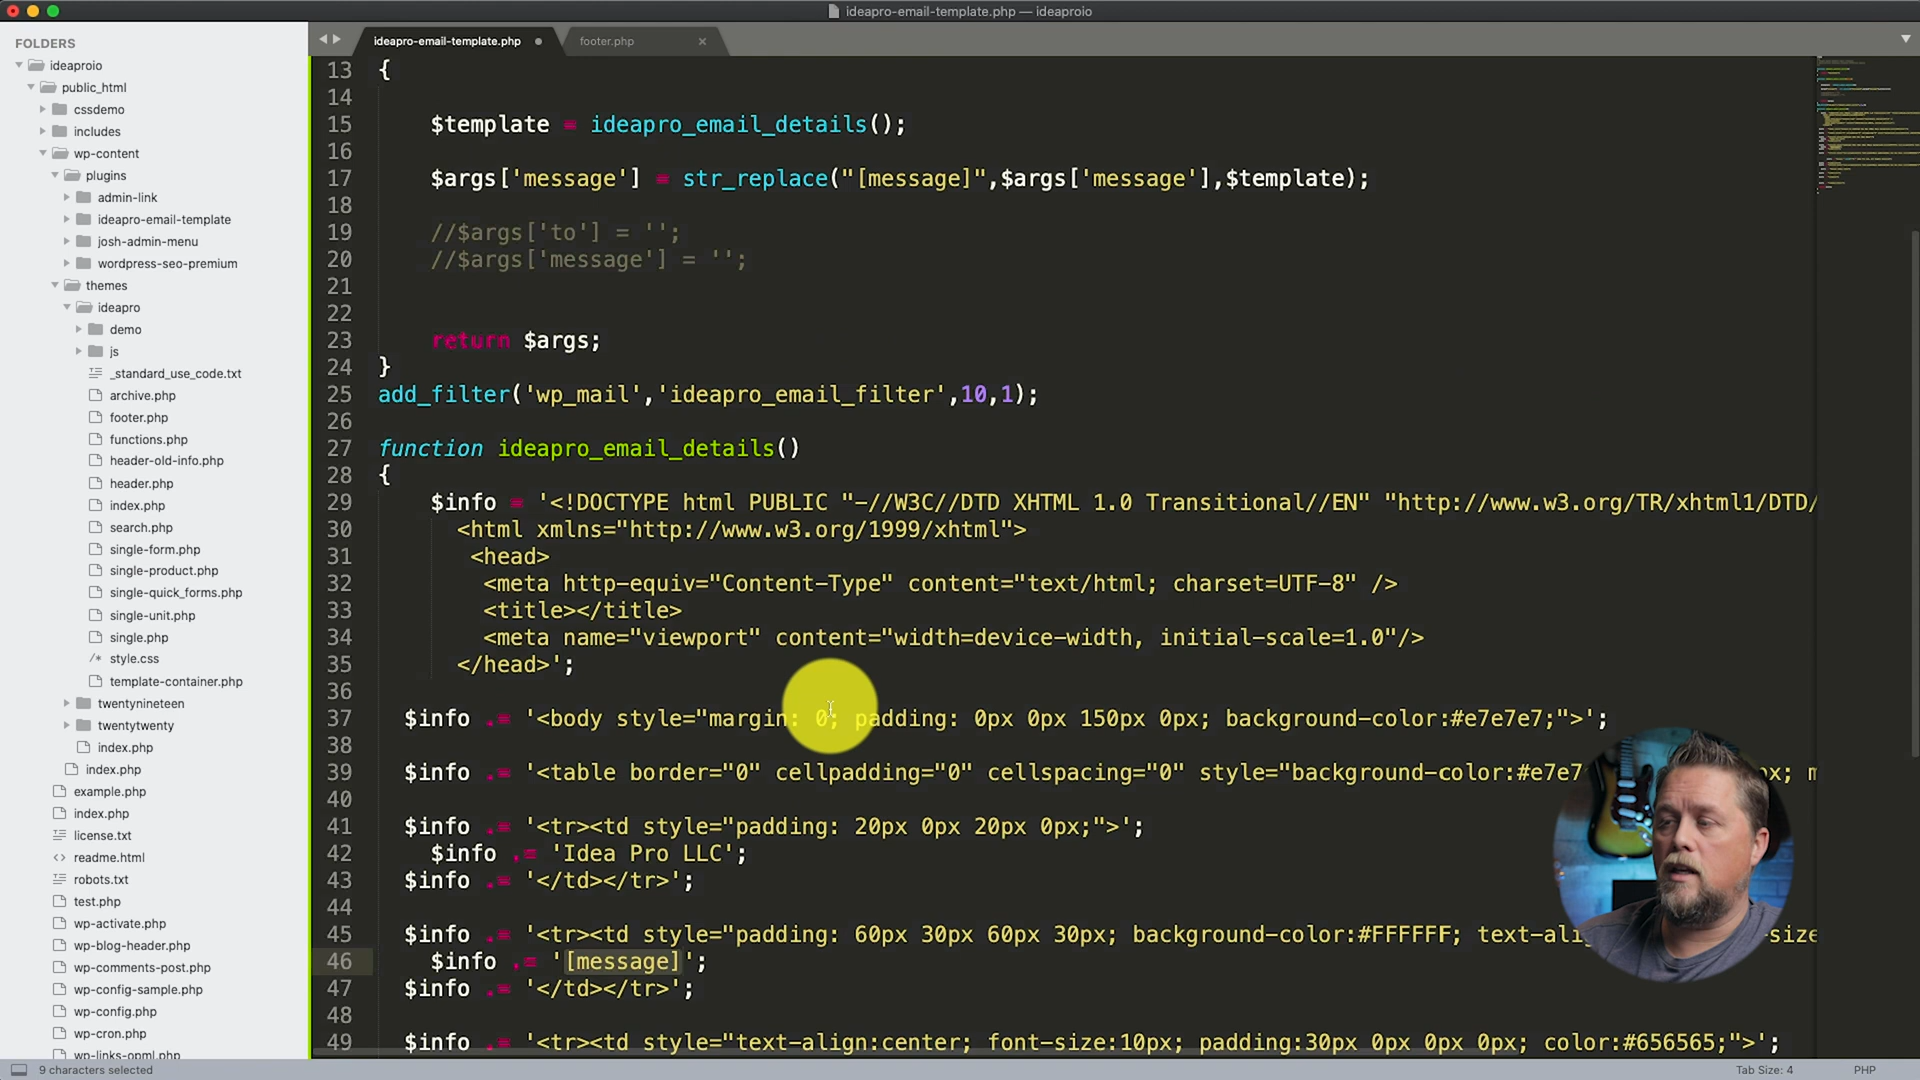 ideapro-email-template.php — ideaproio
FOLDERS
ideaproio
public_html
cssdemo
includes
wp-content
plugins
admin-link
ideapro-email-template
josh-admin-menu
wordpress-seo-premium
themes
ideapro
demo
js
_standard_use_code.txt
archive.php
footer.php
functions.php
header-old-info.php
header.php
index.php
search.php
single-form.php
single-product.php
single-quick_forms.php
single-unit.php
single.php
/* style.css
template-container.php
twentynineteen
twentytwenty
index.php
index.php
example.php
index.php
license.txt
<> readme.html
robots.txt
test.php
wp-activate.php
wp-blog-header.php
wp-comments-post.php
wp-config-sample.php
wp-config.php
wp-cron.php
wp-links-opml.php
ideapro-email-template.php
footer.php
13 {
14
15 $template = ideapro_email_details();
16
17 $args['message'] = str_replace("[message]",$args['message'],$template);
18
19 //$args['to'] = '';
20 //$args['message'] = '';
21
22
23 return $args;
24 }
25 add_filter('wp_mail','ideapro_email_filter',10,1);
26
27 function ideapro_email_details()
28 {
29 $info = '<!DOCTYPE html PUBLIC "-//W3C//DTD XHTML 1.0 Transitional//EN" "http://www.w3.org/TR/xhtml1/DTD/
30 <html xmlns="http://www.w3.org/1999/xhtml">
31 <head>
32 <meta http-equiv="Content-Type" content="text/html; charset=UTF-8" />
33 <title></title>
34 <meta name="viewport" content="width=device-width, initial-scale=1.0"/>
35 </head>';
36
37 $info .= '<body style="margin: 0; padding: 0px 0px 150px 0px; background-color:#e7e7e7;">';
38
39 $info .= '<table border="0" cellpadding="0" cellspacing="0" style="background-color:#e7e7 px; m
40
41 $info .= '<tr><td style="padding: 20px 0px 20px 0px;">';
42 $info .= 'Idea Pro LLC';
43 $info .= '</td></tr>';
44
45 $info .= '<tr><td style="padding: 60px 30px 60px 30px; background-color:#FFFFFF; text-ali size
46 $info .= '[message]';
47 $info .= '</td></tr>';
48
49 $info .= '<tr><td style="text-align:center; font-size:10px; padding:30px 0px 0px 0px; color:#656565;">';
9 characters selected
Tab Size: 4
PHP